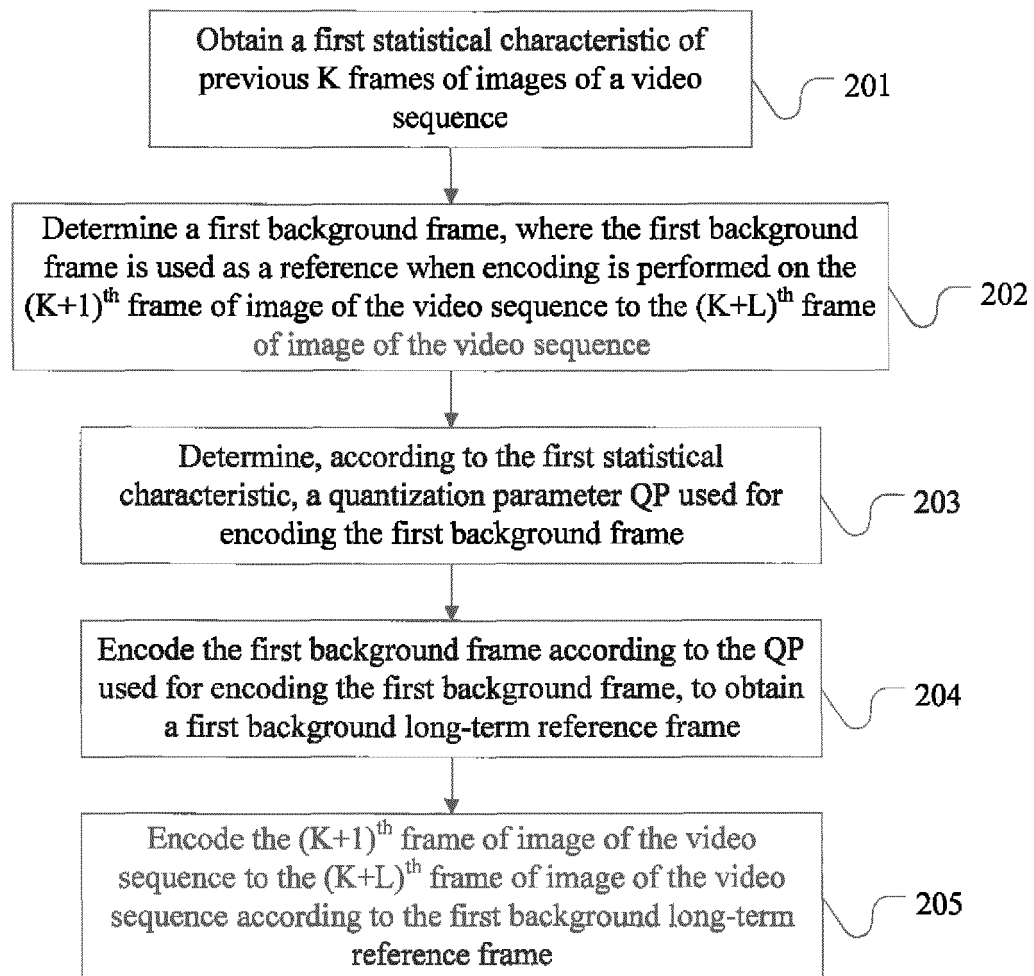 Obtain a first statistical characteristic of
previous K frames of images of a video
sequence
201
Determine a first background frame, where the first background
frame is used as a reference when encoding is performed on the
(K+1)th frame of image of the video sequence to the (K+L)th frame
of image of the video sequence
202
Determine, according to the first statistical
characteristic, a quantization parameter QP used for
encoding the first background frame
203
Encode the first background frame according to the QP
used for encoding the first background frame, to obtain
a first background long-term reference frame
204
Encode the (K+1)th frame of image of the video
sequence to the (K+L)th frame of image of the video
sequence according to the first background long-term
reference frame
205